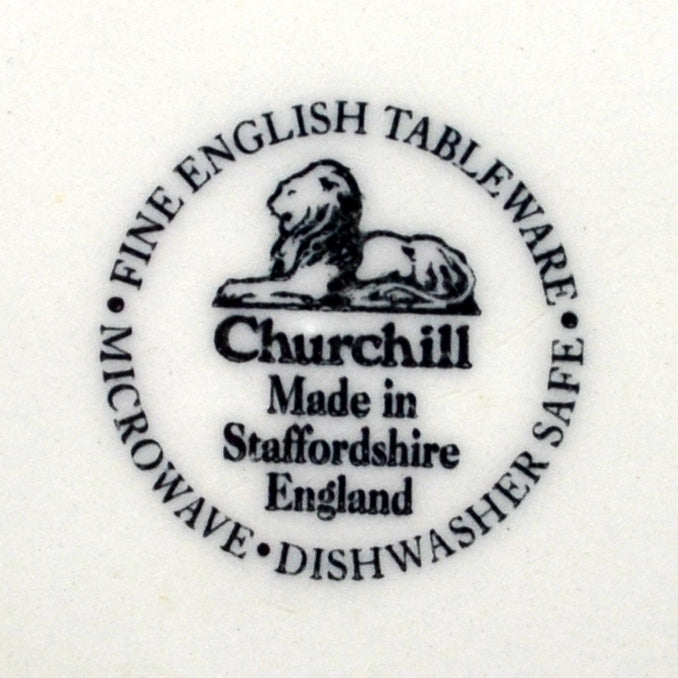 • FINE ENGLISH TABLEWARE •
MICROWAVE • DISHWASHER SAFE
Churchill
Made in
Staffordshire
England